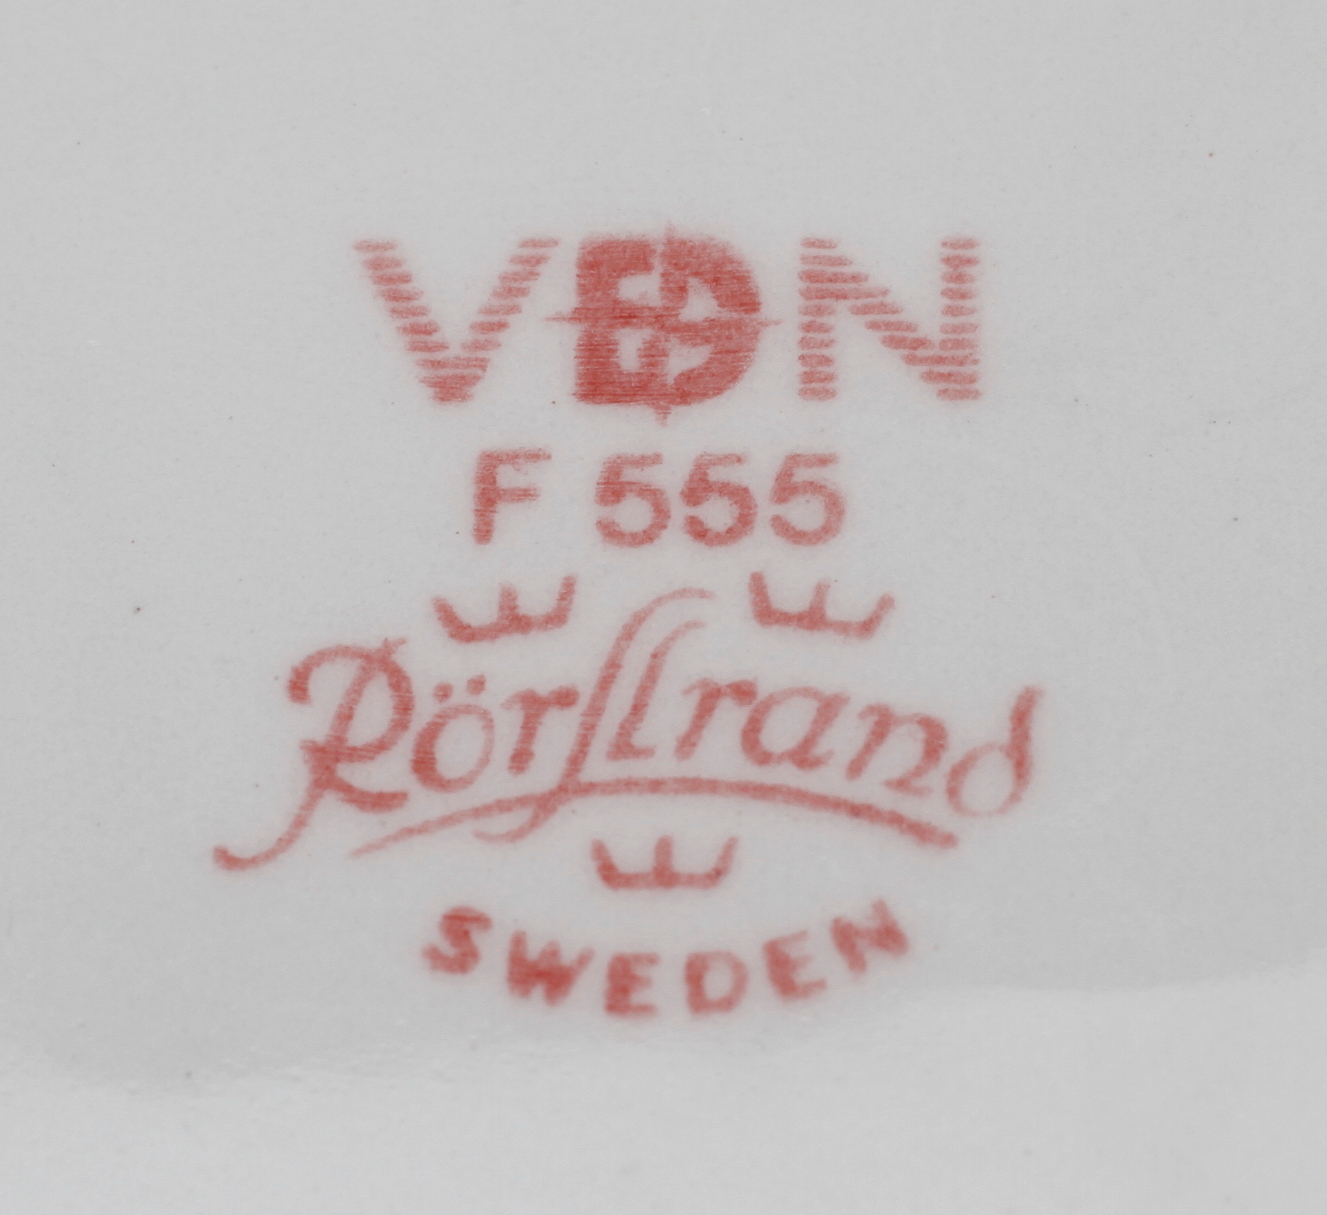 VDN
F 555
Rörstrand
SWEDEN